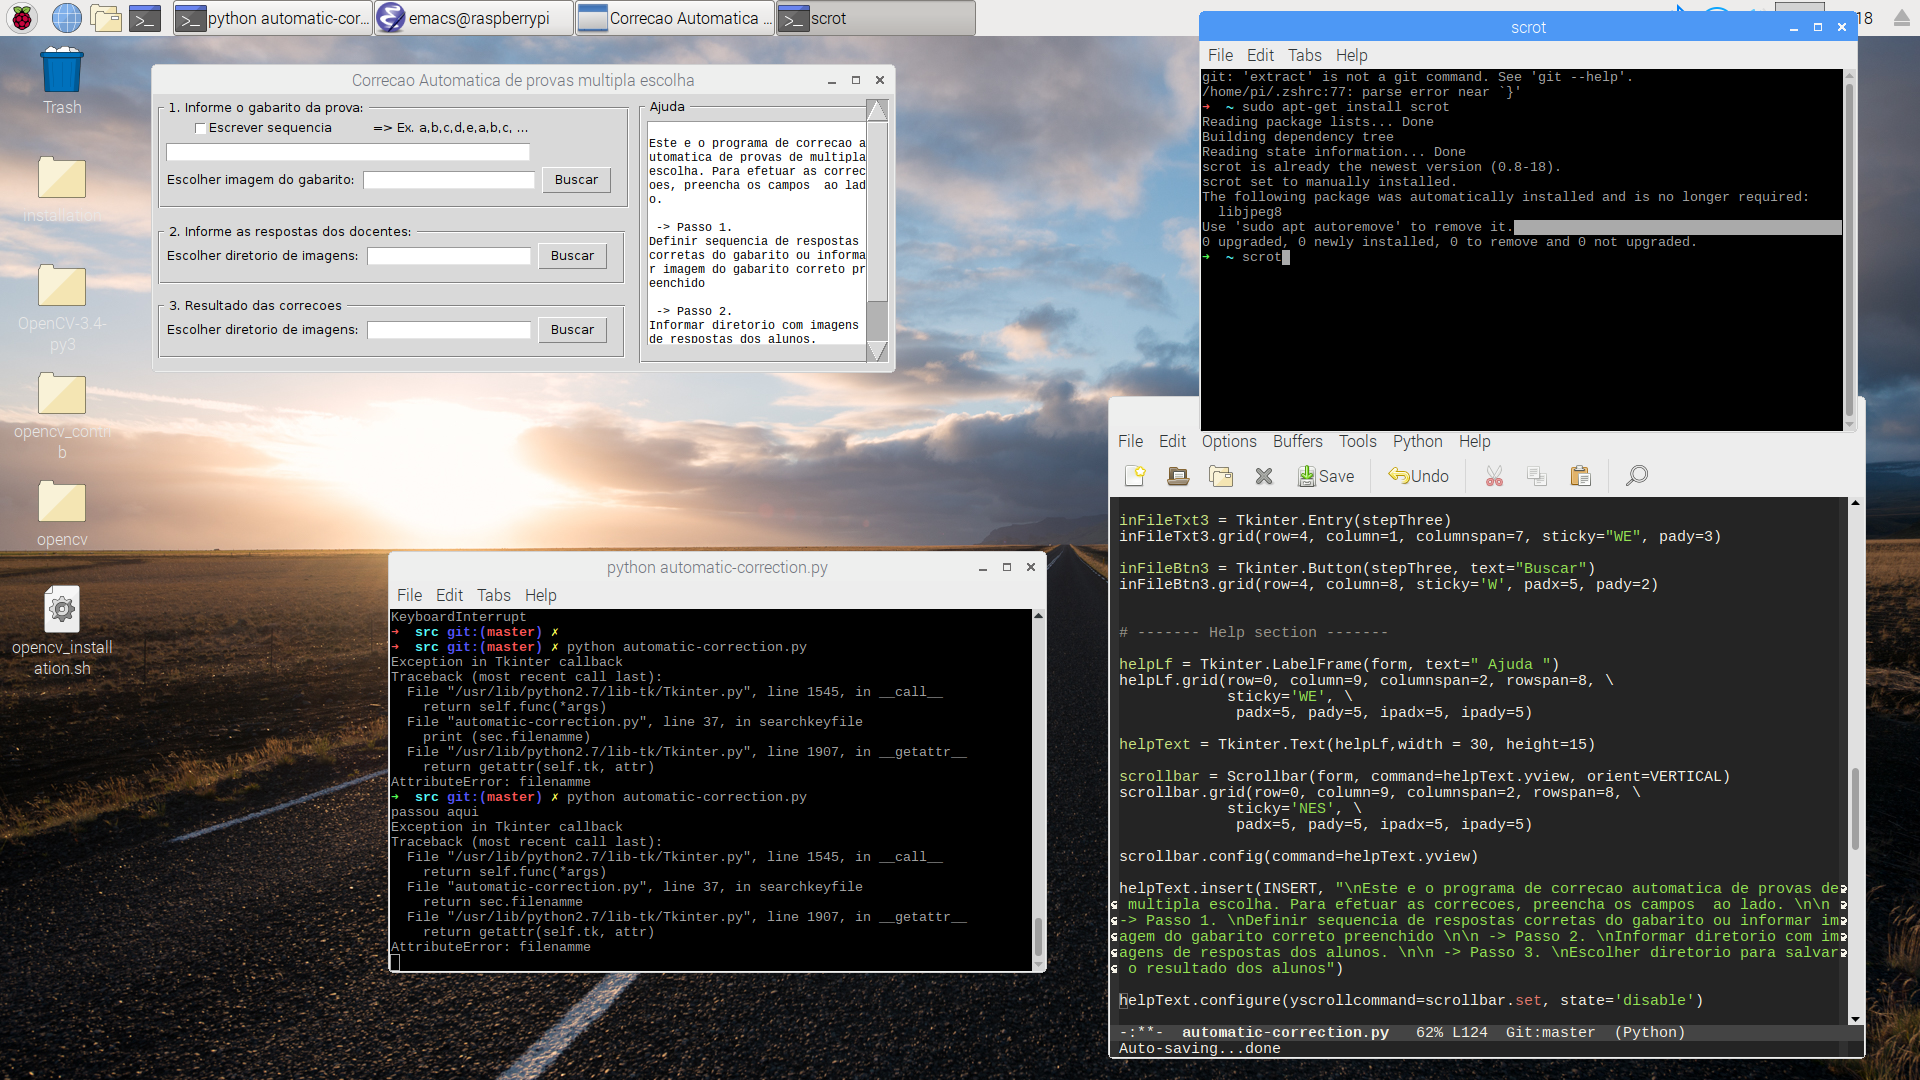 python automatic-cor...
emacs@raspberrypi
Correcao Automatica ...
scrot
18
Trash
installation
OpenCV-3.4-
py3
opencv_contri
b
opencv
opencv_install
ation.sh
Correcao Automatica de provas multipla escolha
1. Informe o gabarito da prova:
Escrever sequencia => Ex. a,b,c,d,e,a,b,c, ...
Escolher imagem do gabarito: Buscar
2. Informe as respostas dos docentes:
Escolher diretorio de imagens: Buscar
3. Resultado das correcoes
Escolher diretorio de imagens: Buscar
Ajuda
Este e o programa de correcao a
utomatica de provas de multipla
escolha. Para efetuar as correc
oes, preencha os campos  ao lad
o.
-> Passo 1.
Definir sequencia de respostas
corretas do gabarito ou informa
r imagem do gabarito correto pr
eenchido
-> Passo 2.
Informar diretorio com imagens
de respostas dos alunos.
scrot
File Edit Tabs Help
git: 'extract' is not a git command. See 'git --help'.
/home/pi/.zshrc:77: parse error near `}'
➜  ~ sudo apt-get install scrot
Reading package lists... Done
Building dependency tree
Reading state information... Done
scrot is already the newest version (0.8-18).
scrot set to manually installed.
The following package was automatically installed and is no longer required:
  libjpeg8
Use 'sudo apt autoremove' to remove it.
0 upgraded, 0 newly installed, 0 to remove and 0 not upgraded.
➜  ~ scrot
python automatic-correction.py
File Edit Tabs Help
KeyboardInterrupt
➜  src git:(master) ✗
➜  src git:(master) ✗ python automatic-correction.py
Exception in Tkinter callback
Traceback (most recent call last):
  File "/usr/lib/python2.7/lib-tk/Tkinter.py", line 1545, in __call__
    return self.func(*args)
  File "automatic-correction.py", line 37, in searchkeyfile
    print (sec.filenamme)
  File "/usr/lib/python2.7/lib-tk/Tkinter.py", line 1907, in __getattr__
    return getattr(self.tk, attr)
AttributeError: filenamme
➜  src git:(master) ✗ python automatic-correction.py
passou aqui
Exception in Tkinter callback
Traceback (most recent call last):
  File "/usr/lib/python2.7/lib-tk/Tkinter.py", line 1545, in __call__
    return self.func(*args)
  File "automatic-correction.py", line 37, in searchkeyfile
    return sec.filenamme
  File "/usr/lib/python2.7/lib-tk/Tkinter.py", line 1907, in __getattr__
    return getattr(self.tk, attr)
AttributeError: filenamme
File Edit Options Buffers Tools Python Help
Save Undo
inFileTxt3 = Tkinter.Entry(stepThree)
inFileTxt3.grid(row=4, column=1, columnspan=7, sticky="WE", pady=3)
inFileBtn3 = Tkinter.Button(stepThree, text="Buscar")
inFileBtn3.grid(row=4, column=8, sticky='W', padx=5, pady=2)
# ------- Help section -------
helpLf = Tkinter.LabelFrame(form, text=" Ajuda ")
helpLf.grid(row=0, column=9, columnspan=2, rowspan=8, \
            sticky='WE', \
             padx=5, pady=5, ipadx=5, ipady=5)
helpText = Tkinter.Text(helpLf,width = 30, height=15)
scrollbar = Scrollbar(form, command=helpText.yview, orient=VERTICAL)
scrollbar.grid(row=0, column=9, columnspan=2, rowspan=8, \
            sticky='NES', \
             padx=5, pady=5, ipadx=5, ipady=5)
scrollbar.config(command=helpText.yview)
helpText.insert(INSERT, "\nEste e o programa de correcao automatica de provas de
 multipla escolha. Para efetuar as correcoes, preencha os campos  ao lado. \n\n
-> Passo 1. \nDefinir sequencia de respostas corretas do gabarito ou informar im
agem do gabarito correto preenchido \n\n -> Passo 2. \nInformar diretorio com im
agens de respostas dos alunos. \n\n -> Passo 3. \nEscolher diretorio para salvar
 o resultado dos alunos")
helpText.configure(yscrollcommand=scrollbar.set, state='disable')
-:**-  automatic-correction.py   62% L124  Git:master  (Python)
Auto-saving...done